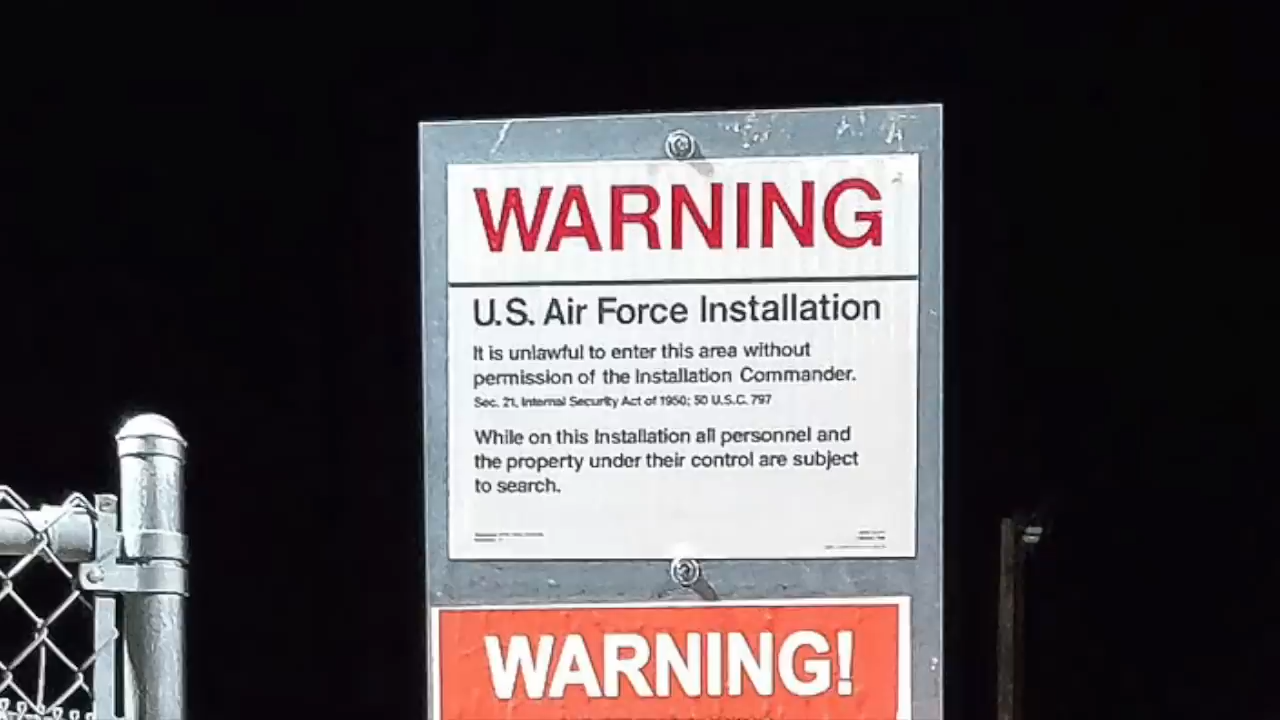 WARNING
U.S. Air Force Installation
It is unlawful to enter this area without
permission of the Installation Commander.
Sec. 21, Internal Security Act of 1950; 50 U.S.C. 797
While on this Installation all personnel and
the property under their control are subject
to search.
WARNING!